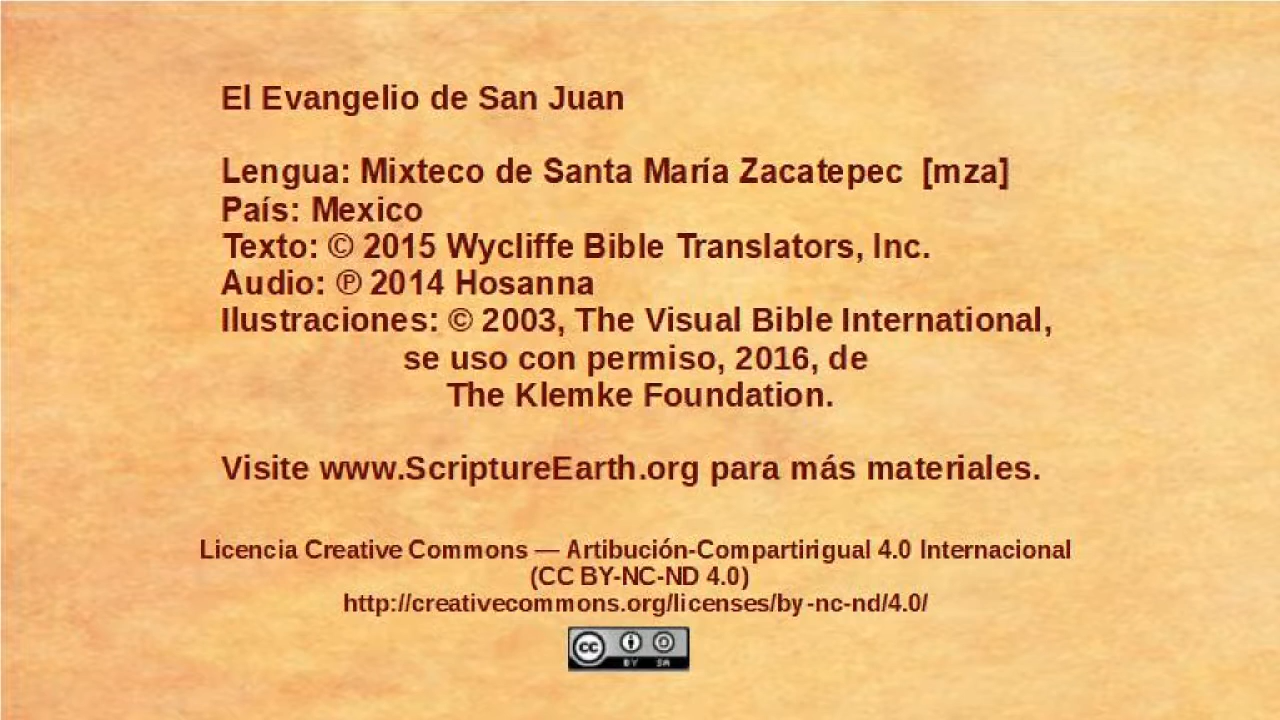 El Evangelio de San Juan
Lengua: Mixteco de Santa María Zacatepec [mza]
País: Mexico
Texto: © 2015 Wycliffe Bible Translators, Inc.
Audio: ℗ 2014 Hosanna
Ilustraciones: © 2003, The Visual Bible International,
se uso con permiso, 2016, de
The Klemke Foundation.
Visite www.ScriptureEarth.org para más materiales.
Licencia Creative Commons — Artibución-Compartirigual 4.0 Internacional
(CC BY-NC-ND 4.0)
http://creativecommons.org/licenses/by-nc-nd/4.0/
cc BY SA